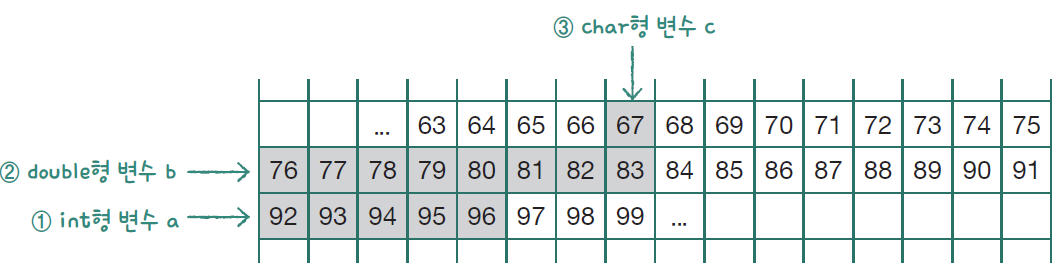 ③ char형 변수 c
... 63 64 65 66 67 68 69 70 71 72 73 74 75
② double형 변수 b 76 77 78 79 80 81 82 83 84 85 86 87 88 89 90 91
① int형 변수 a 92 93 94 95 96 97 98 99 ...